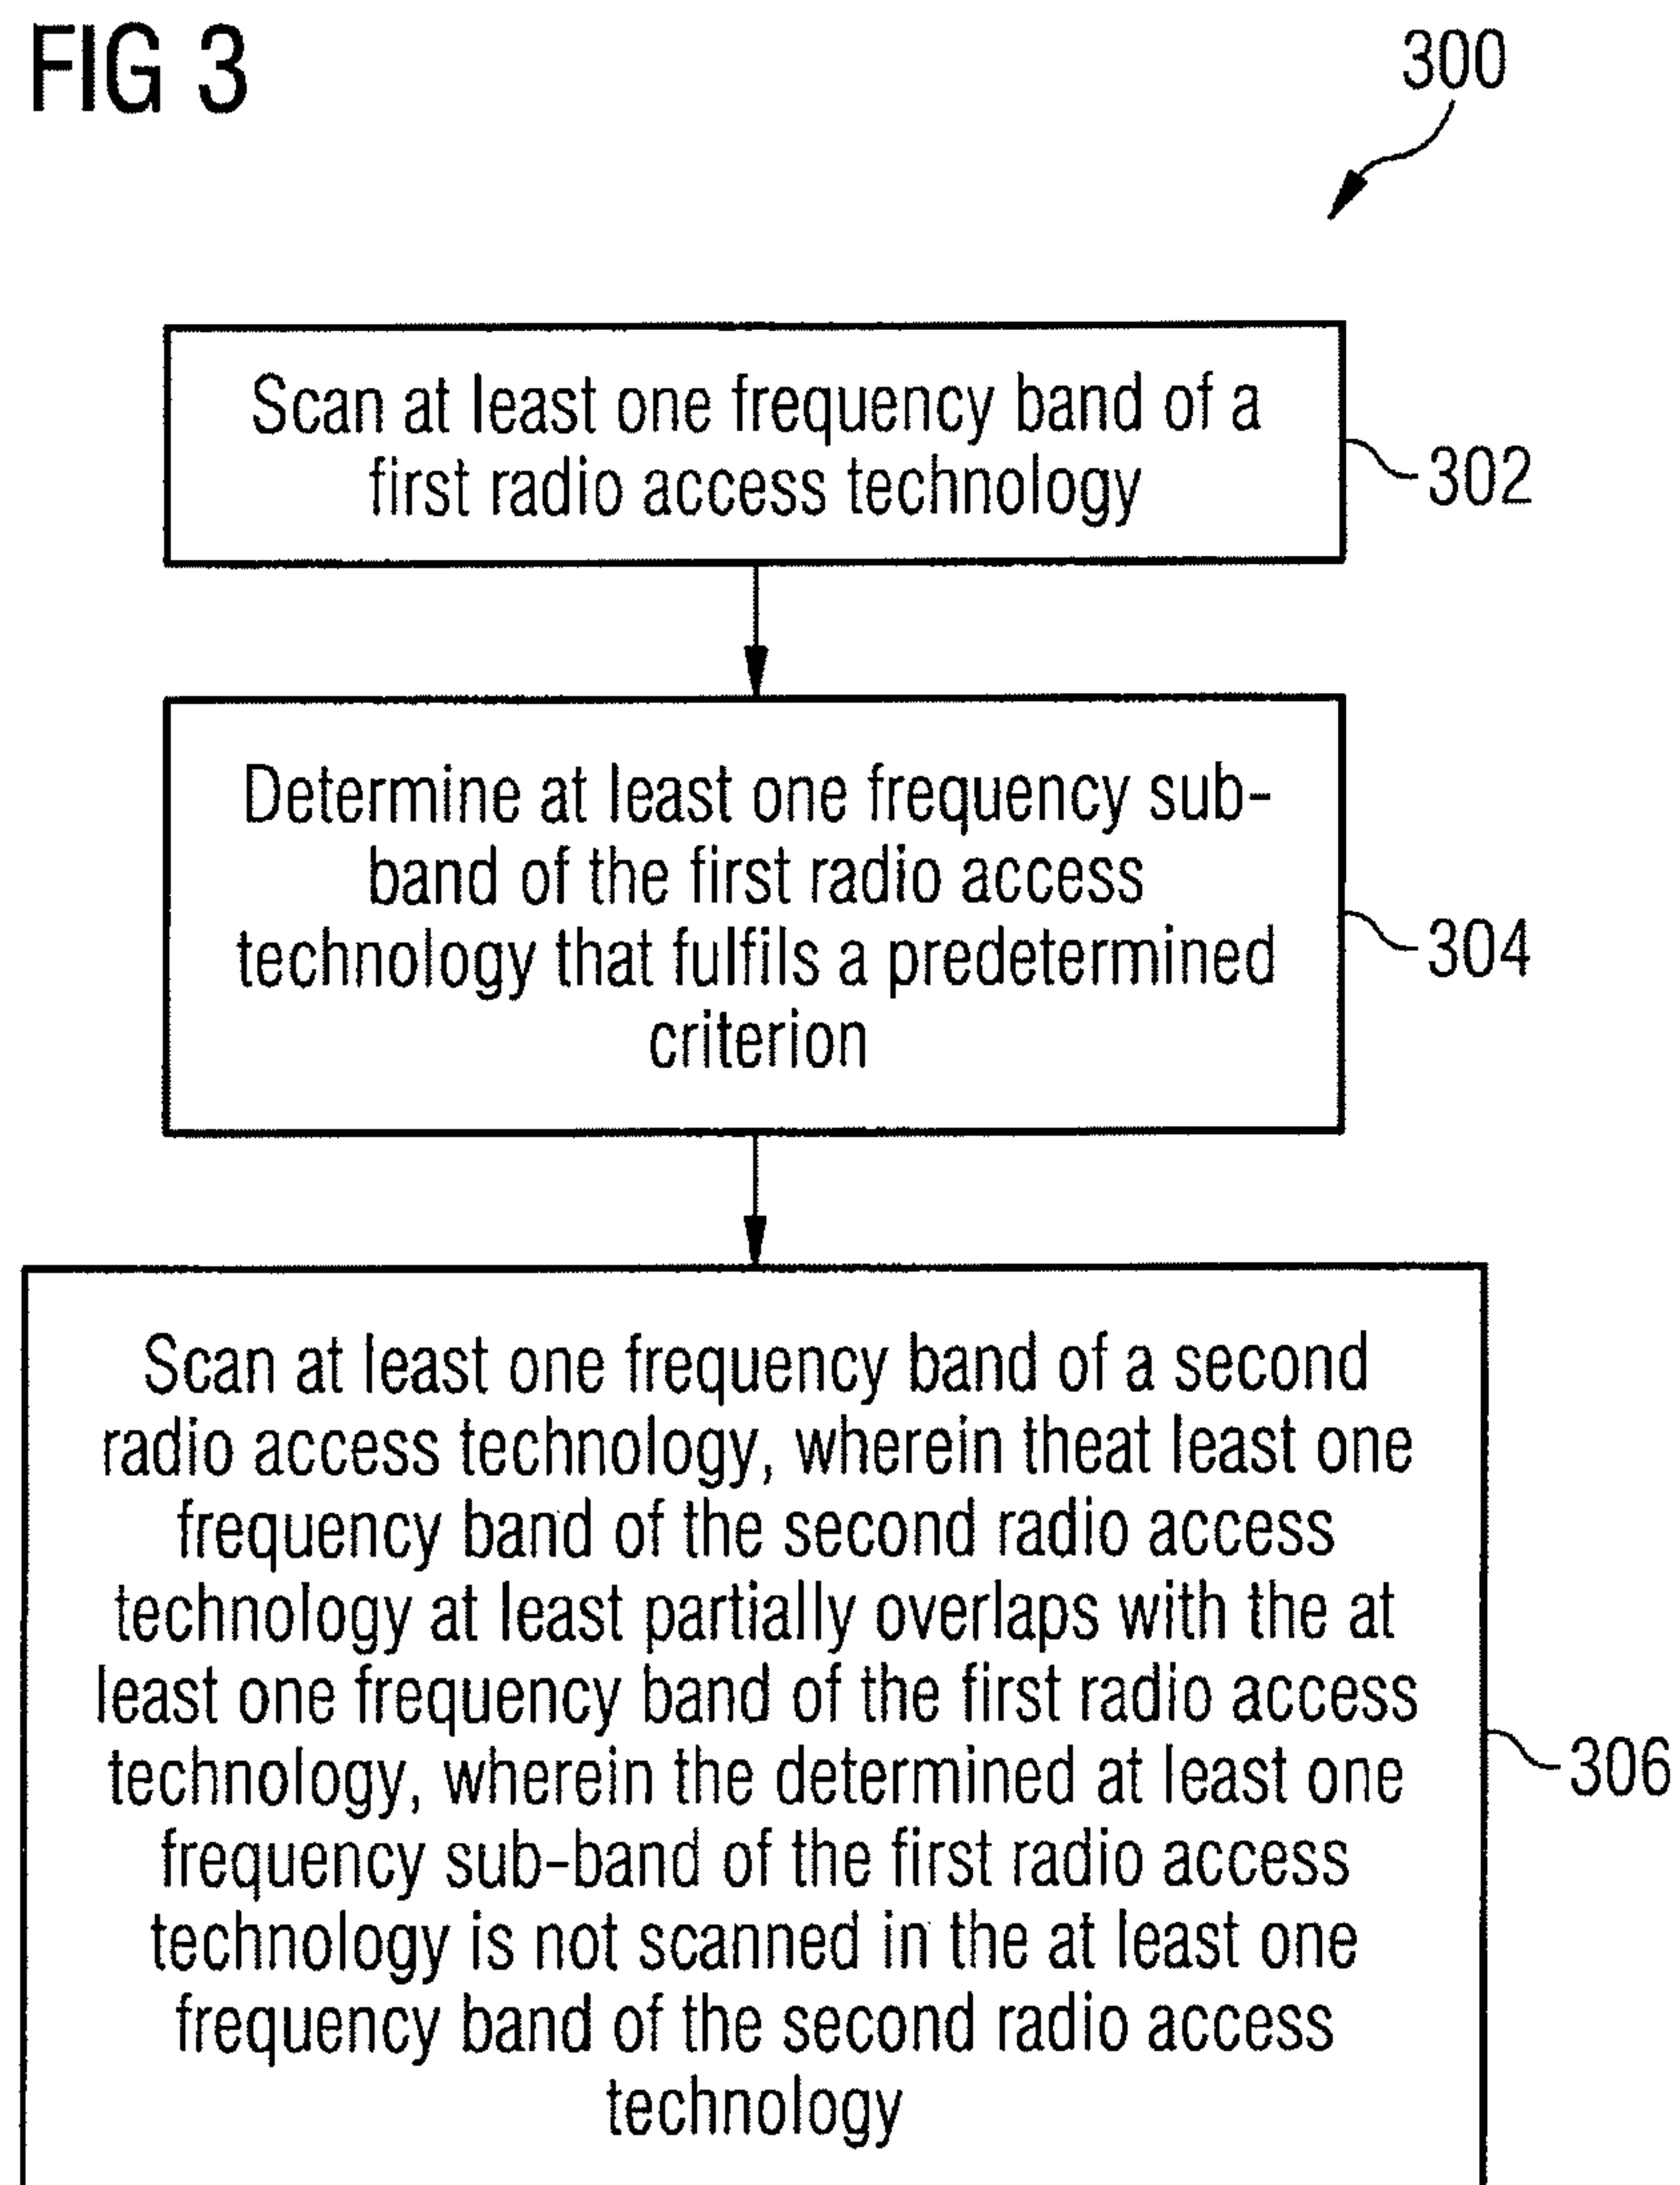 FIG 3
300
Scan at least one frequency band of a
first radio access technology
302
Determine at least one frequency sub-
band of the first radio access
technology that fulfils a predetermined
criterion
304
Scan at least one frequency band of a second
radio access technology, wherein theat least one
frequency band of the second radio access
technology at least partially overlaps with the at
least one frequency band of the first radio access
technology, wherein the determined at least one
frequency sub-band of the first radio access
technology is not scanned in the at least one
frequency band of the second radio access
technology
306